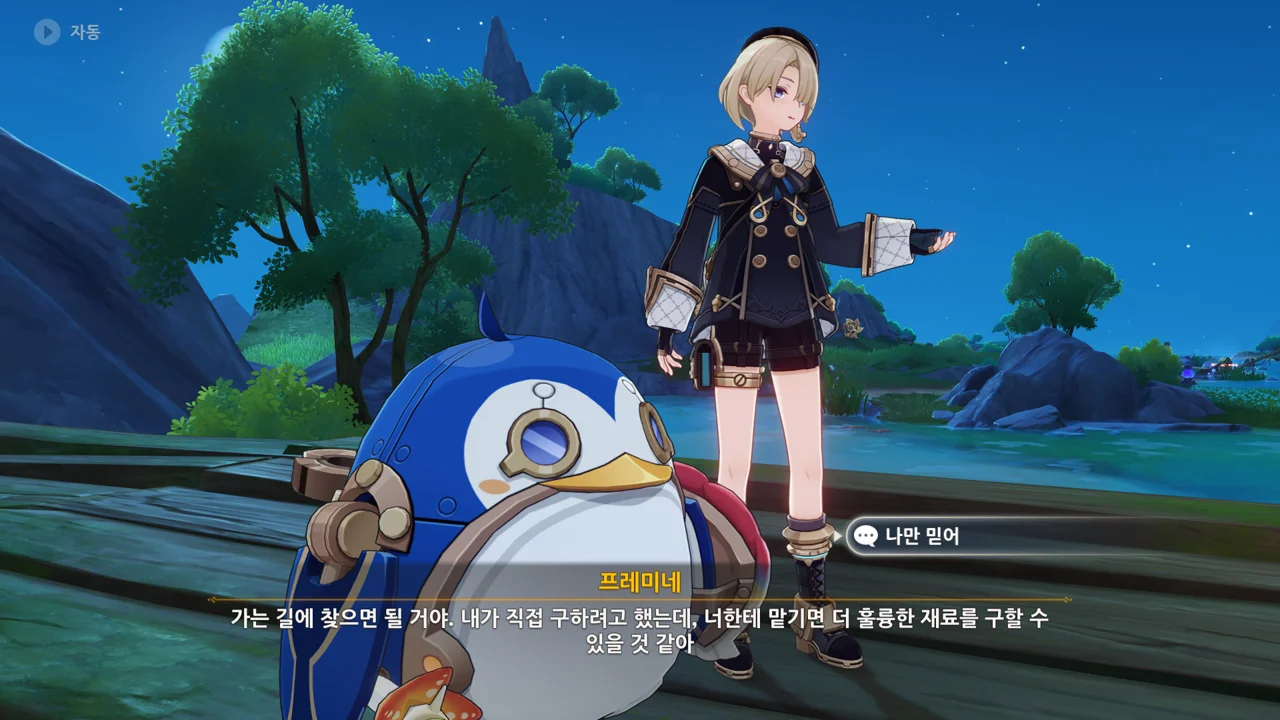 자동
나만 믿어
프레미네
가는 길에 찾으면 될 거야. 내가 직접 구하려고 했는데, 너한테 맡기면 더 훌륭한 재료를 구할 수
있을 것 같아